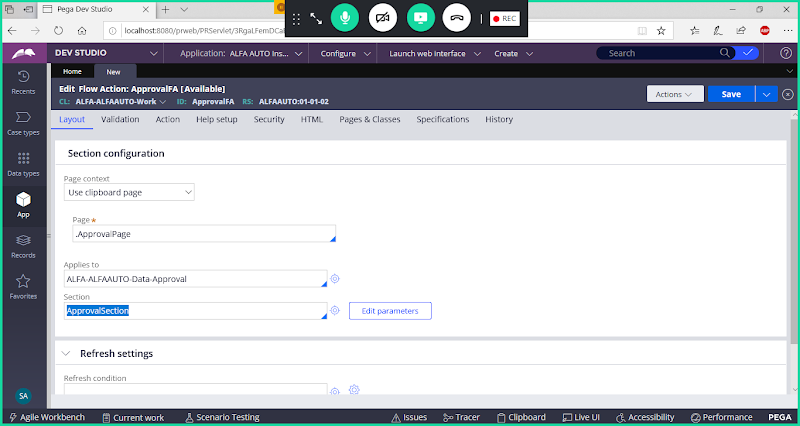 Pega Dev Studio
REC
localhost:8080/prweb/PRServlet/
ABP
DEV STUDIO
Application: ALFA AUTO Ins...
Configure
Launch web interface
Create
Search
Home
New
Recents
Edit Flow Action: ApprovalFA [Available]
CL: ALFA-ALFAAUTO-Work ID: ApprovalFA RS: ALFAAUTO:01-01-02
Actions
Save
Case types
Layout
Validation
Action
Help setup
Security
HTML
Pages & Classes
Specifications
History
Section configuration
Data types
Page context
Use clipboard page
App
Page *
.ApprovalPage
Records
Applies to
ALFA-ALFAAUTO-Data-Approval
Favorites
Section
ApprovalSection
Edit parameters
Refresh settings
Refresh condition
SA
Agile Workbench
Current work
Scenario Testing
Issues
Tracer
Clipboard
Live UI
Accessibility
Performance
PEGA